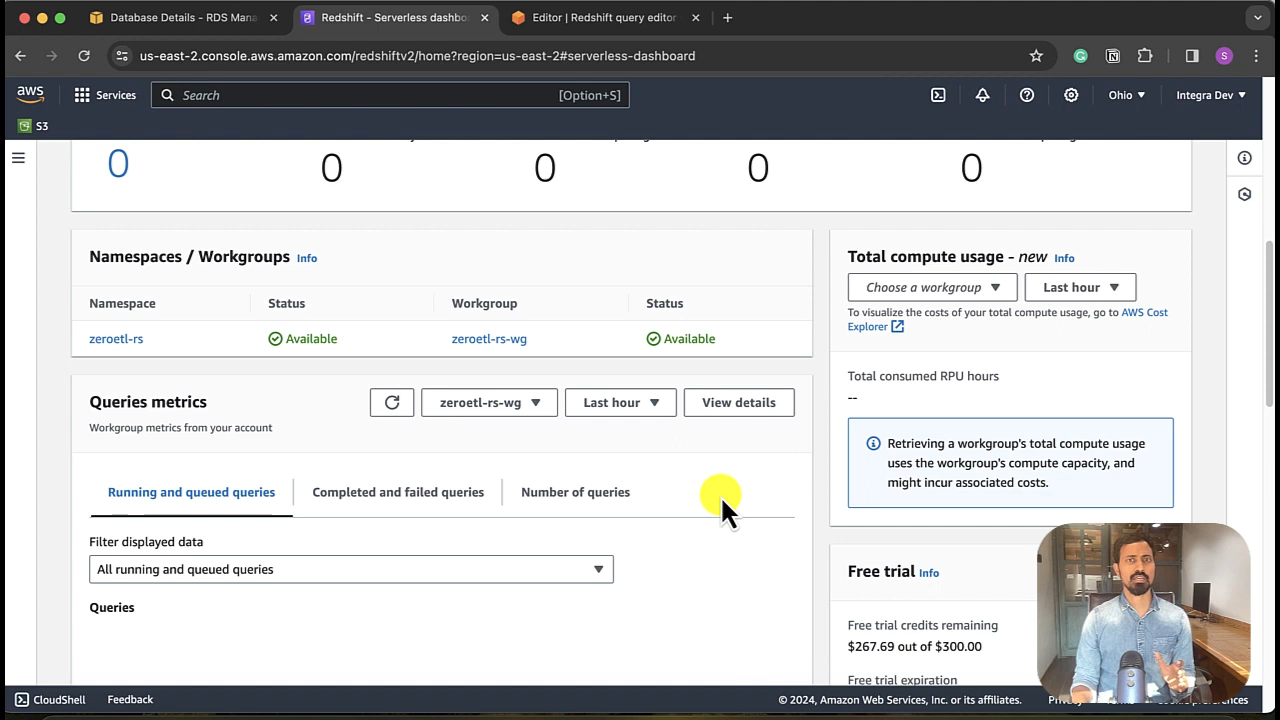 Database Details - RDS Mana
Redshift - Serverless dashbo
Editor | Redshift query editor
us-east-2.console.aws.amazon.com/redshiftv2/home?region=us-east-2#serverless-dashboard
S
aws
Services
Search
[Option+S]
Ohio
Integra Dev
S3
0
0
0
0
0
Namespaces / Workgroups Info
Namespace
Status
Workgroup
Status
zeroetl-rs
Available
zeroetl-rs-wg
Available
Total compute usage - new Info
Choose a workgroup
Last hour
To visualize the costs of your total compute usage, go to AWS Cost
Explorer
Total consumed RPU hours
--
Retrieving a workgroup's total compute usage
uses the workgroup's compute capacity, and
might incur associated costs.
Queries metrics
Workgroup metrics from your account
zeroetl-rs-wg
Last hour
View details
Running and queued queries
Completed and failed queries
Number of queries
Filter displayed data
All running and queued queries
Queries
Free trial Info
Free trial credits remaining
$267.69 out of $300.00
Free trial expiration
CloudShell
Feedback
© 2024, Amazon Web Services, Inc. or its affiliates.